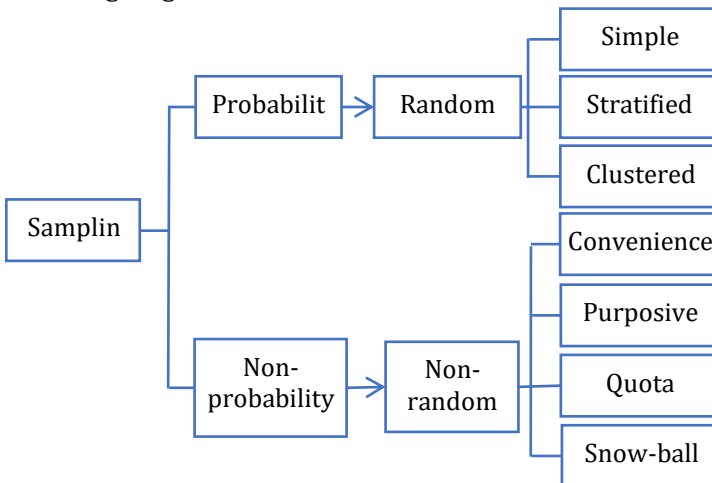 Simple
Probabilit
Random
Stratified
Clustered
Samplin
Convenience
Purposive
Non-
probability
Non-
random
Quota
Snow-ball